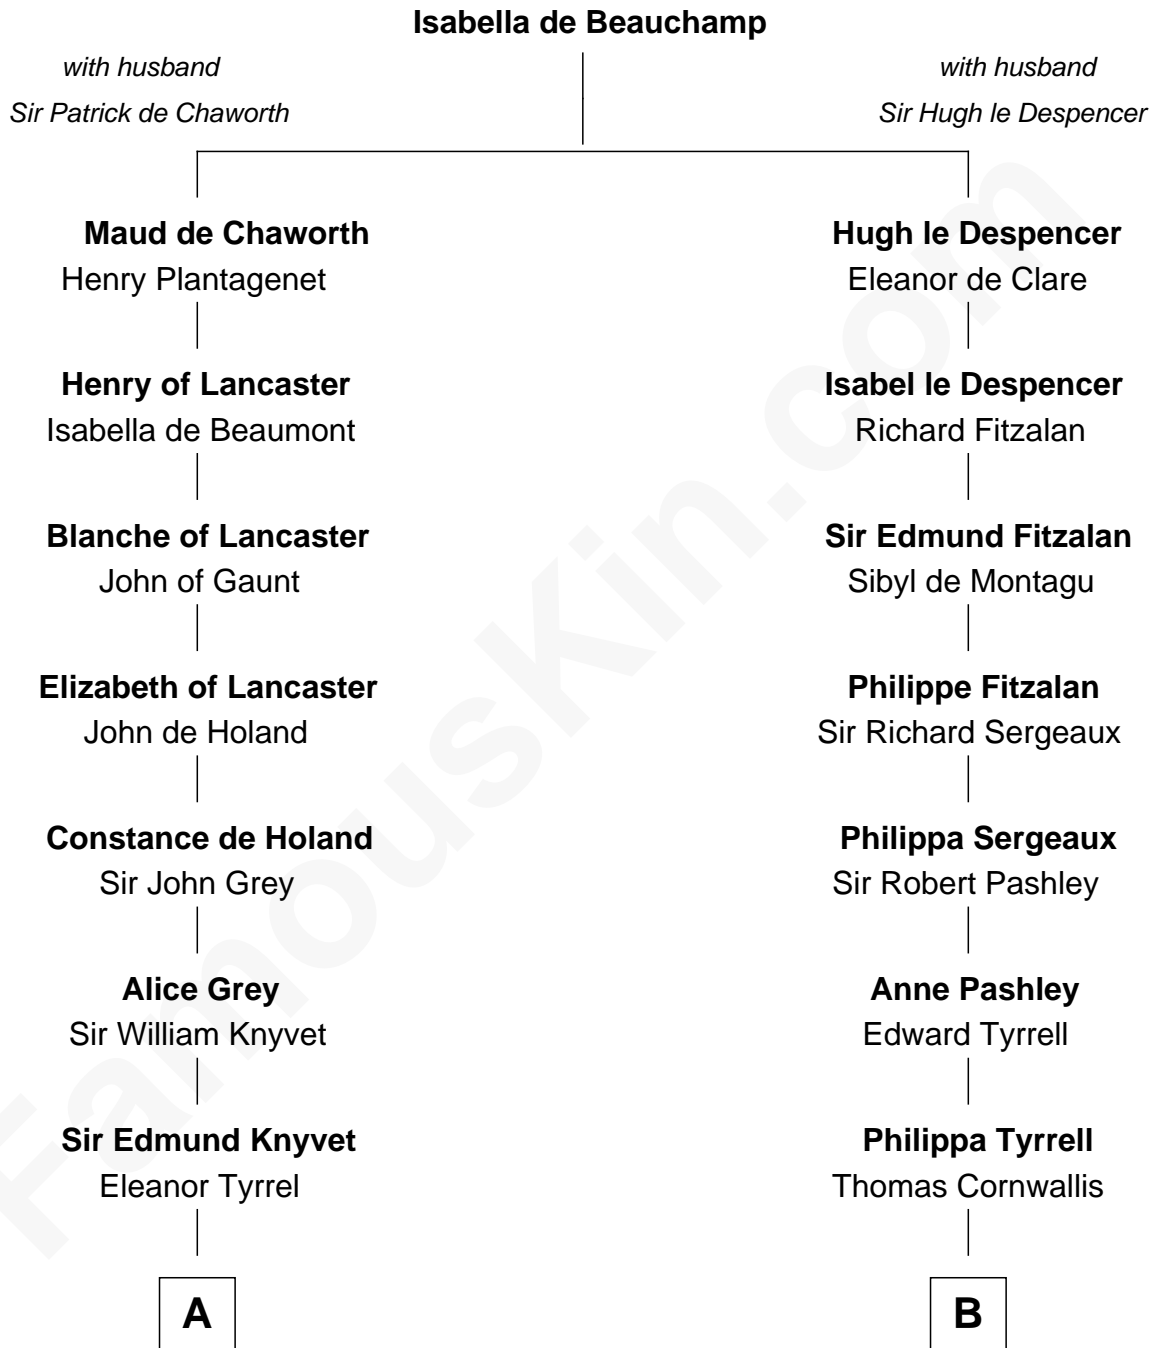 Isabella de Beauchamp
with husband
Sir Patrick de Chaworth
with husband
Sir Hugh le Despencer
Maud de Chaworth
Henry Plantagenet
Hugh le Despencer
Eleanor de Clare
Henry of Lancaster
Isabella de Beaumont
Isabel le Despencer
Richard Fitzalan
Blanche of Lancaster
John of Gaunt
Sir Edmund Fitzalan
Sibyl de Montagu
Elizabeth of Lancaster
John de Holand
Philippe Fitzalan
Sir Richard Sergeaux
Constance de Holand
Sir John Grey
Philippa Sergeaux
Sir Robert Pashley
Alice Grey
Sir William Knyvet
Anne Pashley
Edward Tyrrell
Sir Edmund Knyvet
Eleanor Tyrrel
Philippa Tyrrell
Thomas Cornwallis
A
B
FamousKin.com